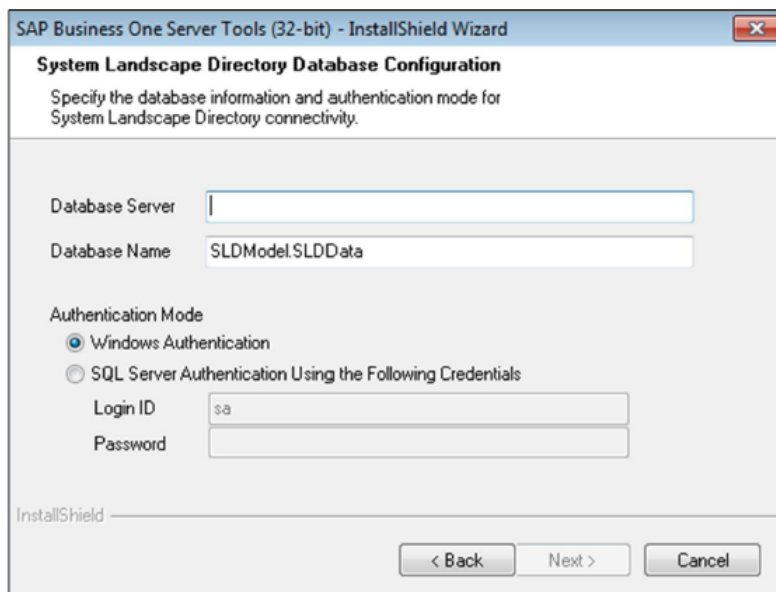 SAP Business One Server Tools (32-bit) - InstallShield Wizard
System Landscape Directory Database Configuration
Specify the database information and authentication mode for
System Landscape Directory connectivity.
Database Server
Database Name SLDModel.SLDData
Authentication Mode
Windows Authentication
SQL Server Authentication Using the Following Credentials
Login ID sa
Password
InstallShield
< Back Next > Cancel